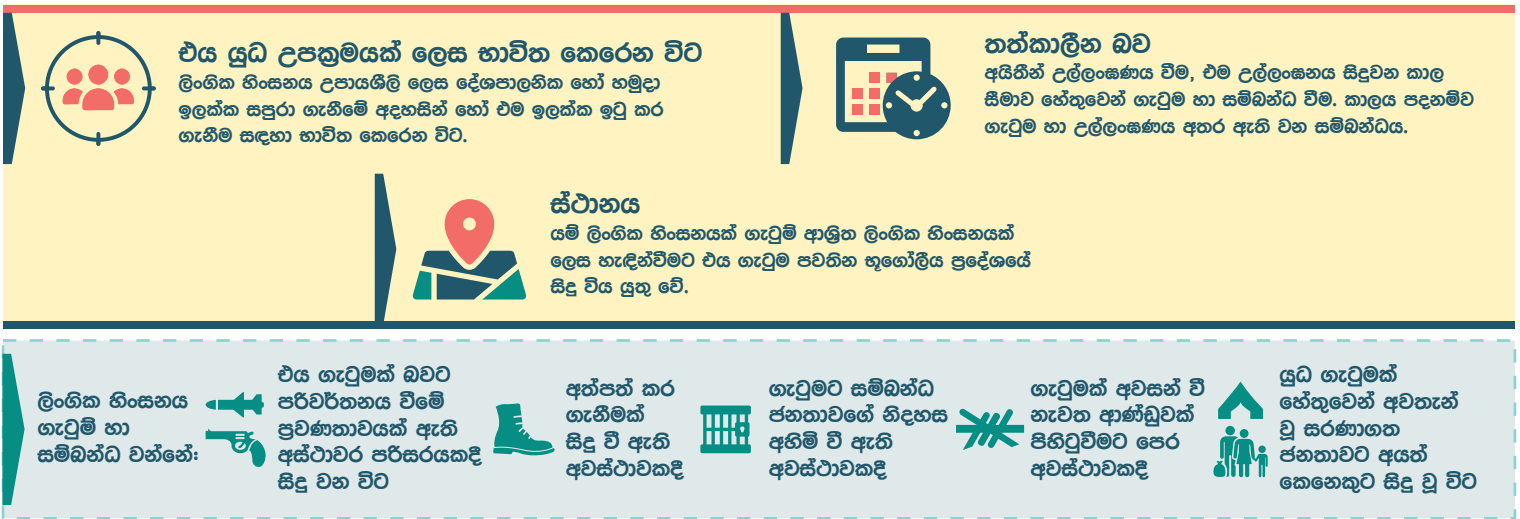 එය යුධ උපක්‍රමයක් ලෙස භාවිත කෙරෙන විට
ලිංගික හිංසනය උපායශීලි ලෙස දේශපාලනික හෝ හමුදා
ඉලක්ක සපුරා ගැනීමේ අදහසින් හෝ එම ඉලක්ක ඉටු කර
ගැනීම සඳහා භාවිත කෙරෙන විට.
තත්කාලීන බව
අයිතීන් උල්ලංඝණය වීම, එම උල්ලංඝනය සිදුවන කාල
සීමාව හේතුවෙන් ගැටුම හා සම්බන්ධ වීම. කාලය පදනම්ව
ගැටුම හා උල්ලංඝණය අතර ඇති වන සම්බන්ධය.
ස්ථානය
යම් ලිංගික හිංසනයක් ගැටුම් ආශ්‍රිත ලිංගික හිංසනයක්
ලෙස හැඳින්වීමට එය ගැටුම පවතින භූගෝලීය ප්‍රදේශයේ
සිදු විය යුතු වේ.
ලිංගික හිංසනය
ගැටුම් හා
සම්බන්ධ වන්නේ:
එය ගැටුමක් බවට
පරිවර්තනය වීමේ
ප්‍රවණතාවයක් ඇති
අස්ථාවර පරිසරයකදී
සිදු වන විට
අත්පත් කර
ගැනීමක්
සිදු වී ඇති
අවස්ථාවකදී
ගැටුමට සම්බන්ධ
ජනතාවගේ නිදහස
අහිමි වී ඇති
අවස්ථාවකදී
ගැටුමක් අවසන් වී
නැවත ආණ්ඩුවක්
පිහිටුවීමට පෙර
අවස්ථාවකදී
යුධ ගැටුමක්
හේතුවෙන් අවතැන්
වූ සරණාගත
ජනතාවට අයත්
කෙනෙකුට සිදු වූ විට